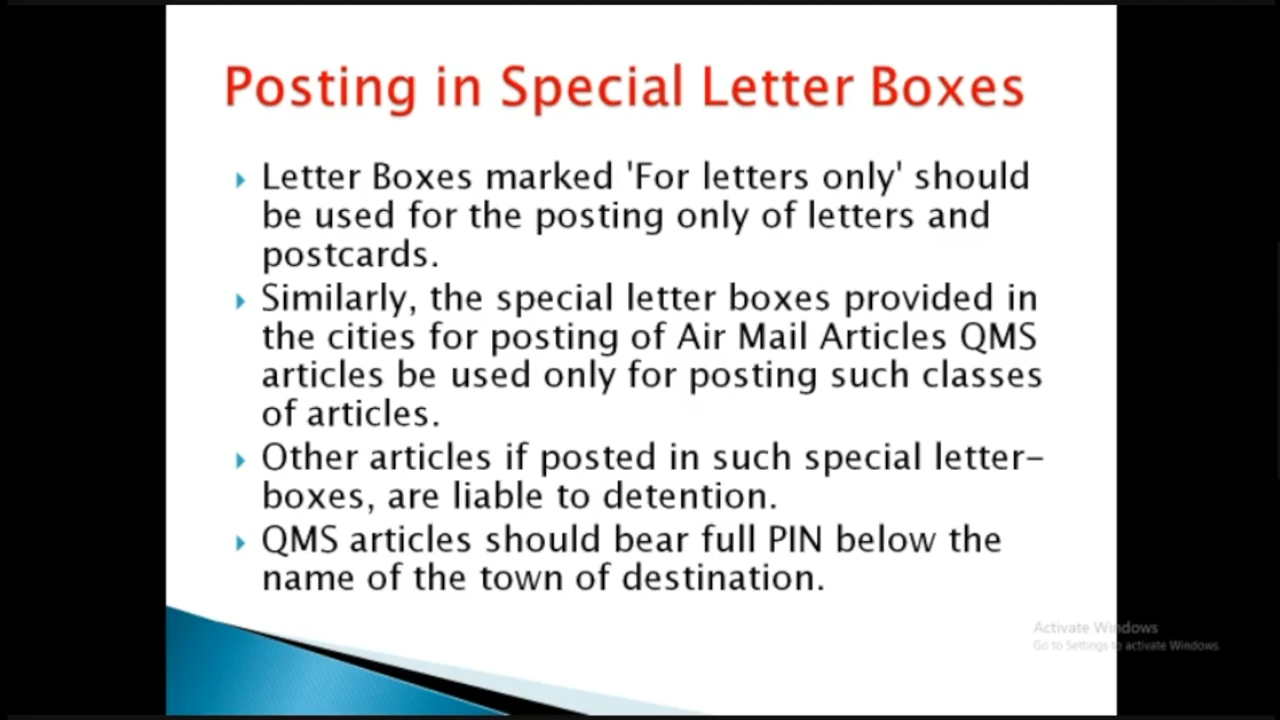 Posting in Special Letter Boxes
Letter Boxes marked 'For letters only' should
be used for the posting only of letters and
postcards.
Similarly, the special letter boxes provided in
the cities for posting of Air Mail Articles QMS
articles be used only for posting such classes
of articles.
Other articles if posted in such special letter-
boxes, are liable to detention.
QMS articles should bear full PIN below the
name of the town of destination.
Activate Windows
Go to Settings to activate Windows.